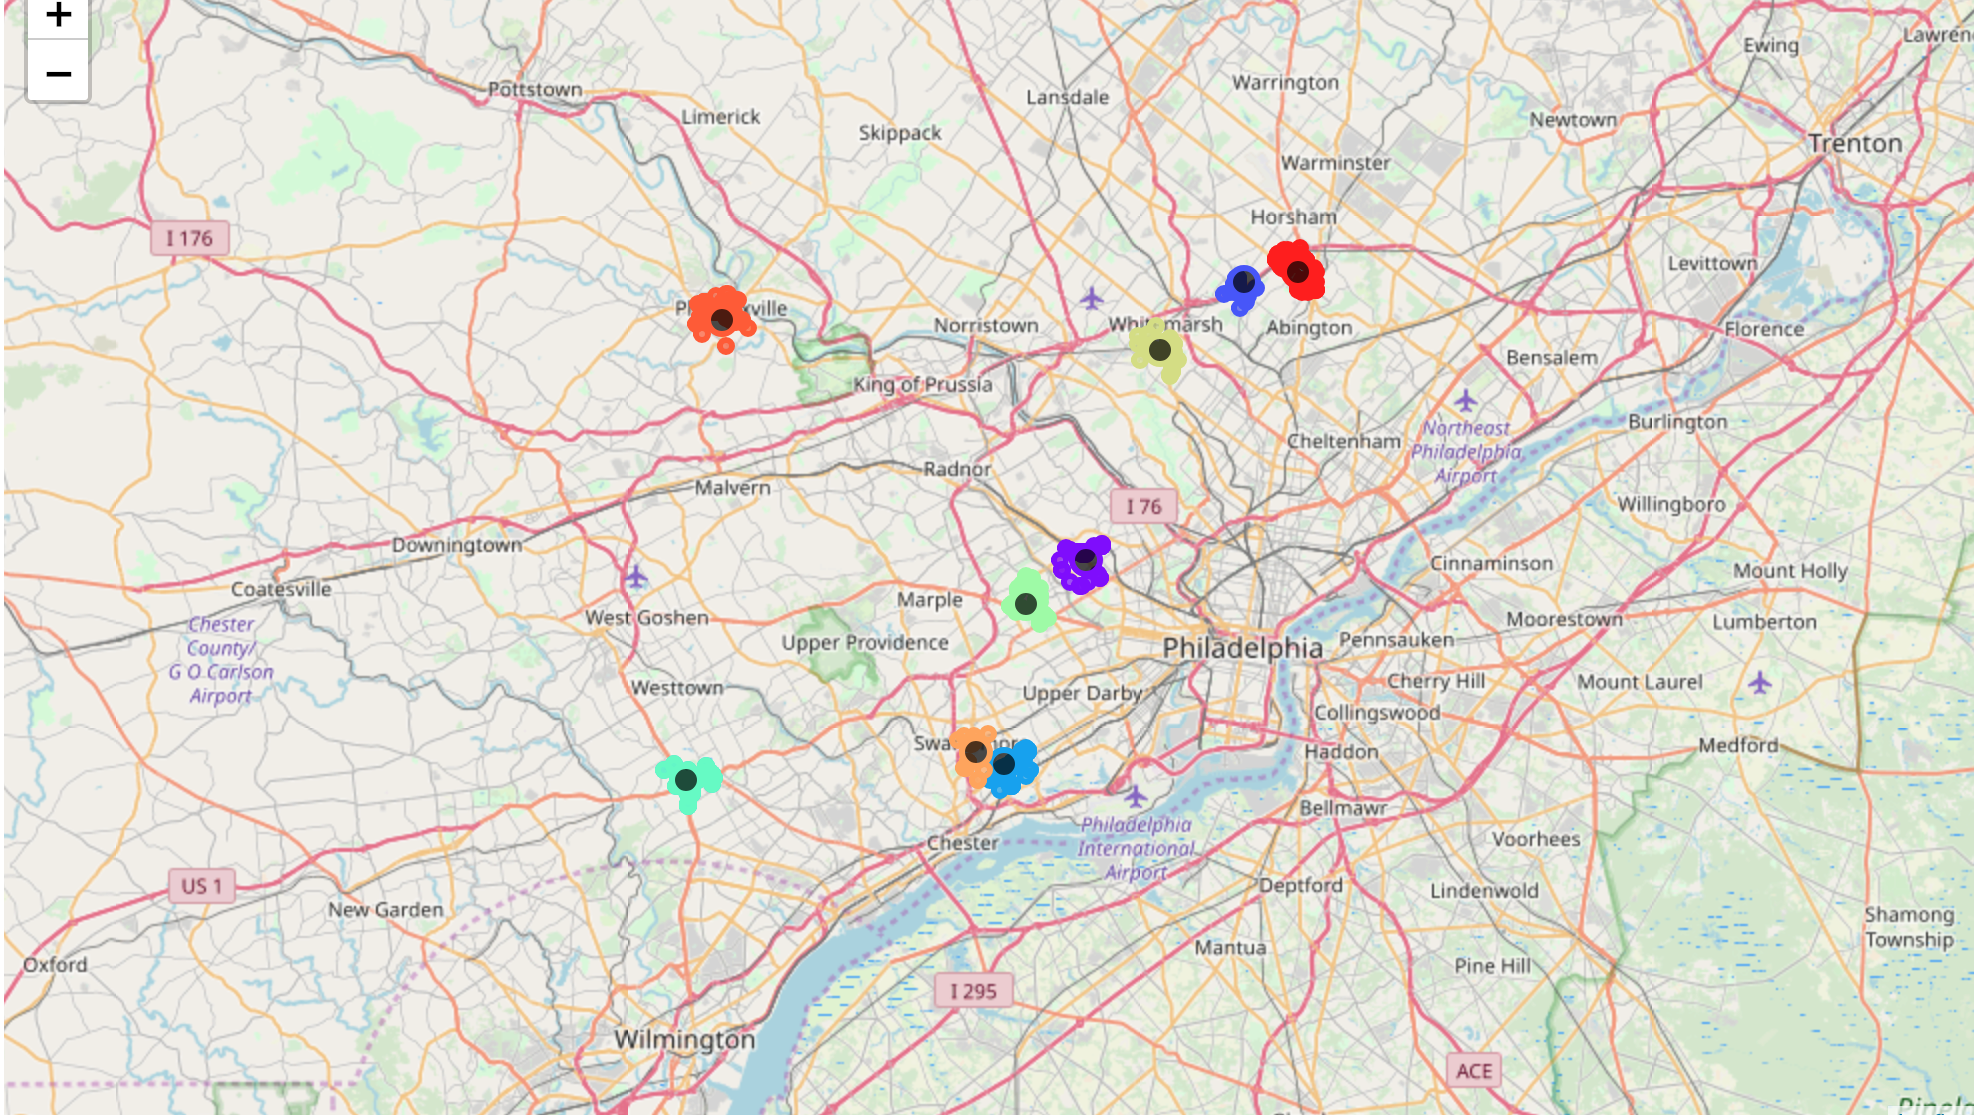 +
−
Ewing
Lawren
Pottstown
Limerick
Lansdale
Warrington
Skippack
Newtown
Trenton
Warminster
Horsham
I 176
Levittown
Norristown
Abington
Florence
Bensalem
King of Prussia
Burlington
Cheltenham
Northeast
Philadelphia
Airport
Radnor
Malvern
I 76
Willingboro
Downingtown
Coatesville
Cinnaminson
Mount Holly
Marple
West Goshen
Chester
County/
G O Carlson
Airport
Upper Providence
Philadelphia
Pennsauken
Moorestown
Lumberton
Westtown
Upper Darby
Cherry Hill
Mount Laurel
Collingswood
Haddon
Medford
Bellmawr
Philadelphia
International
Airport
Chester
Voorhees
US 1
Deptford
Lindenwold
New Garden
Shamong
Township
Mantua
Oxford
Pine Hill
I 295
Wilmington
ACE